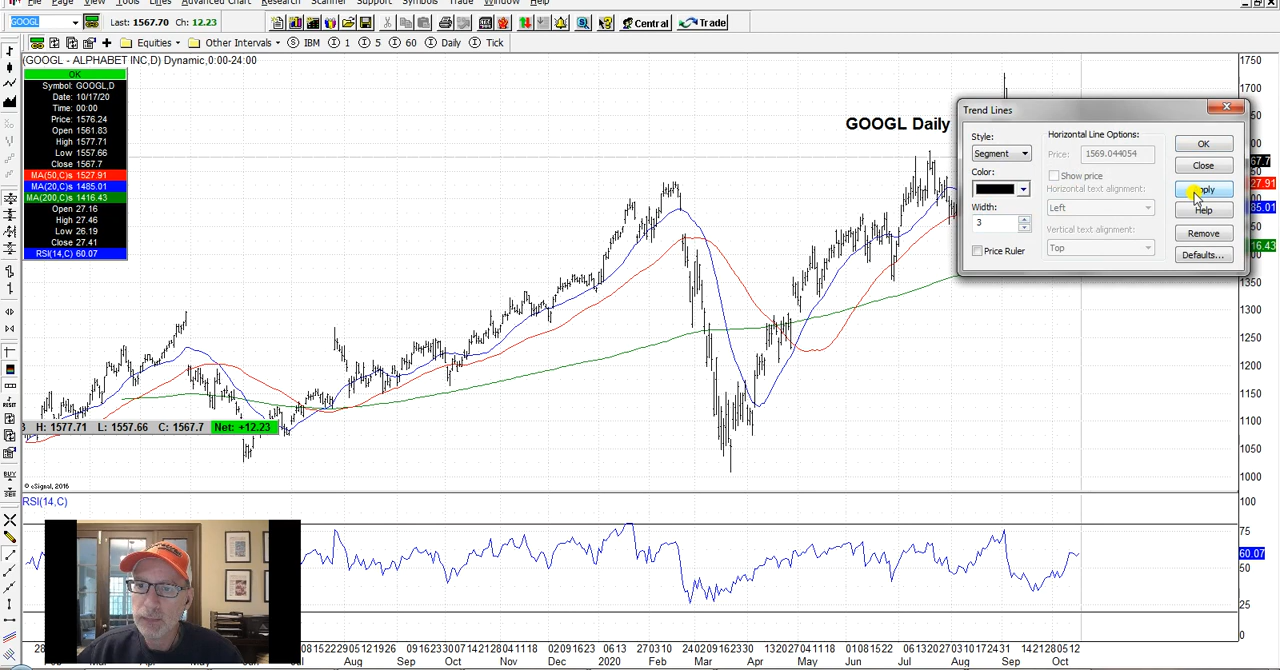 File Page View Tools Lines Advanced Chart Research Scanner Support Symbols Trade Window Help
GOOGL Last: 1567.70 Ch: 12.23 Central Trade
Equities Other Intervals S IBM I 1 I 5 I 60 I Daily I Tick
(GOOGL - ALPHABET INC,D) Dynamic,0:00-24:00
OK
Symbol: GOOGL,D
Date: 10/17/20
Time: 00:00
Price: 1576.24
Open 1561.83
High 1577.71
Low 1557.66
Close 1567.7
MA(50,C)s 1527.91
MA(20,C)s 1485.01
MA(200,C)s 1416.43
Open 27.16
High 27.46
Low 26.19
Close 27.41
RSI(14,C) 60.07
GOOGL Daily
Trend Lines
Style:
Segment
Color:
Width:
3
Price Ruler
Horizontal Line Options:
Price: 1569.044054
Show price
Horizontal text alignment:
Left
Vertical text alignment:
Top
OK
Close
Help
Remove
Defaults...
1750
1350
1300
1250
1200
1150
1100
1050
1000
H: 1577.71 L: 1557.66 C: 1567.7 Net: +12.23
© eSignal, 2016
RSI(14,C)
100
75
60.07
50
25
0
Aug Sep Oct Nov Dec 2020 Feb Mar Apr May Jun Jul Aug Sep Oct